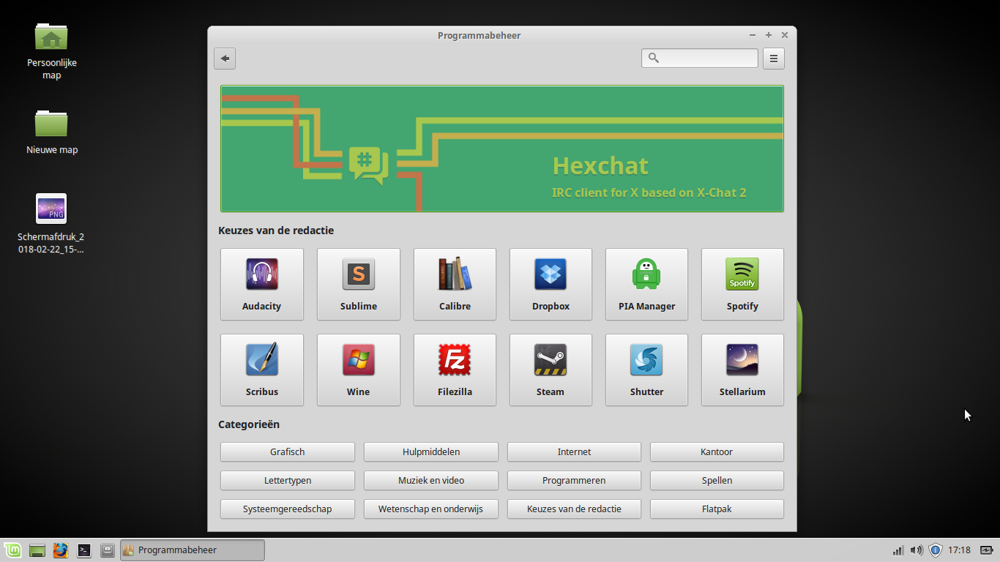 Persoonlijke
map
Nieuwe map
PNG
Schermafdruk_2
018-02-22_15-...
Programmabeheer
#
Hexchat
IRC client for X based on X-Chat 2
Keuzes van de redactie
Audacity
S
Sublime
Calibre
Dropbox
PIA Manager
Spotify
Spotify
Scribus
Wine
Fz
Filezilla
Steam
Shutter
Stellarium
Categorieën
Grafisch
Hulpmiddelen
Internet
Kantoor
Lettertypen
Muziek en video
Programmeren
Spellen
Systeemgereedschap
Wetenschap en onderwijs
Keuzes van de redactie
Flatpak
Programmabeheer
17:18